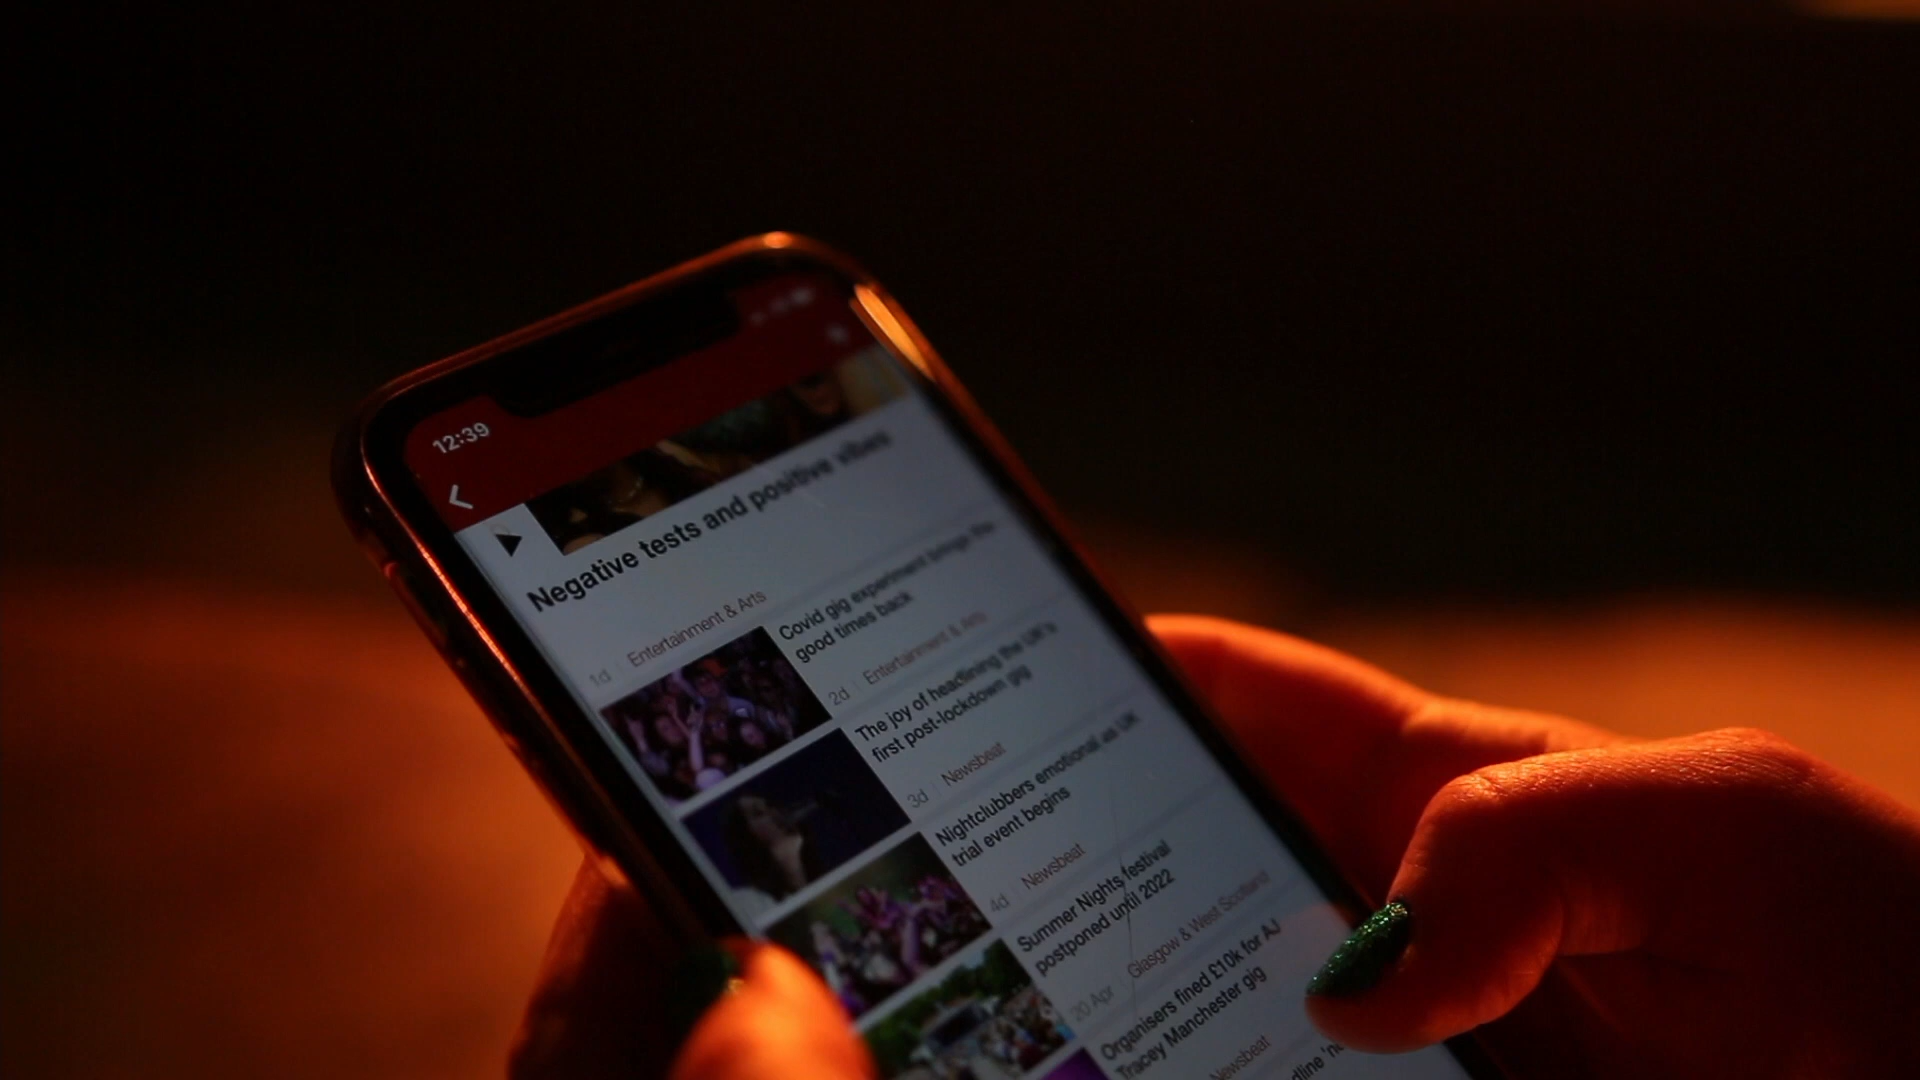 12:39
Negative tests and positive vibes
1d | Entertainment & Arts
Covid gig experiment brings the
good times back
2d | Entertainment & Arts
The joy of headlining the UK's
first post-lockdown gig
3d | Newsbeat
Nightclubbers emotional as UK
trial event begins
4d | Newsbeat
Summer Nights festival
postponed until 2022
20 Apr | Glasgow & West Scotland
Organisers fined £10k for AJ
Tracey Manchester gig
Newsbeat